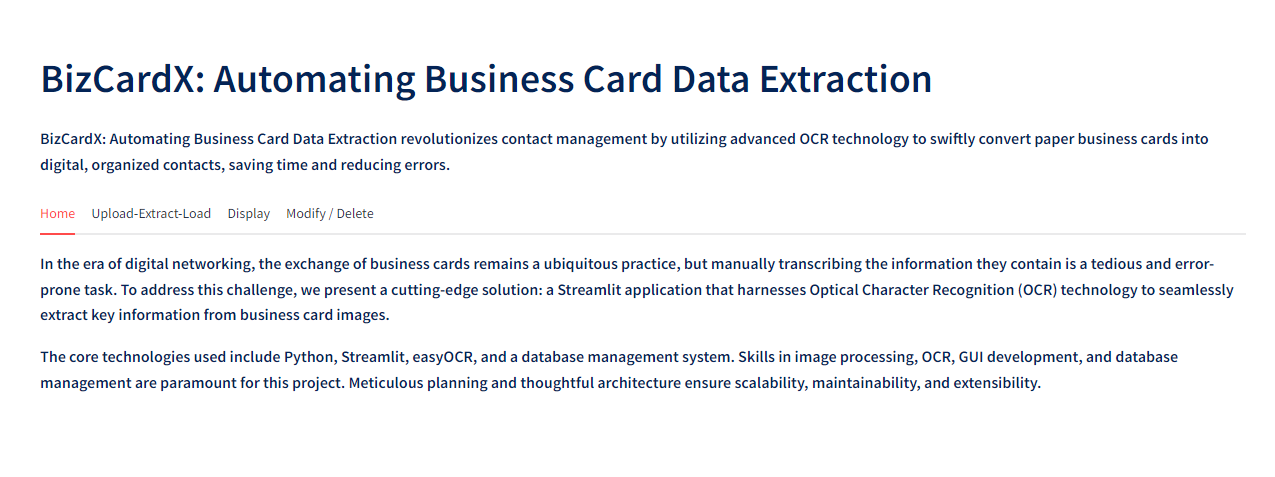 BizCardX: Automating Business Card Data Extraction
BizCardX: Automating Business Card Data Extraction revolutionizes contact management by utilizing advanced OCR technology to swiftly convert paper business cards into
digital, organized contacts, saving time and reducing errors.
Home Upload-Extract-Load Display Modify / Delete
In the era of digital networking, the exchange of business cards remains a ubiquitous practice, but manually transcribing the information they contain is a tedious and error-
prone task. To address this challenge, we present a cutting-edge solution: a Streamlit application that harnesses Optical Character Recognition (OCR) technology to seamlessly
extract key information from business card images.
The core technologies used include Python, Streamlit, easyOCR, and a database management system. Skills in image processing, OCR, GUI development, and database
management are paramount for this project. Meticulous planning and thoughtful architecture ensure scalability, maintainability, and extensibility.